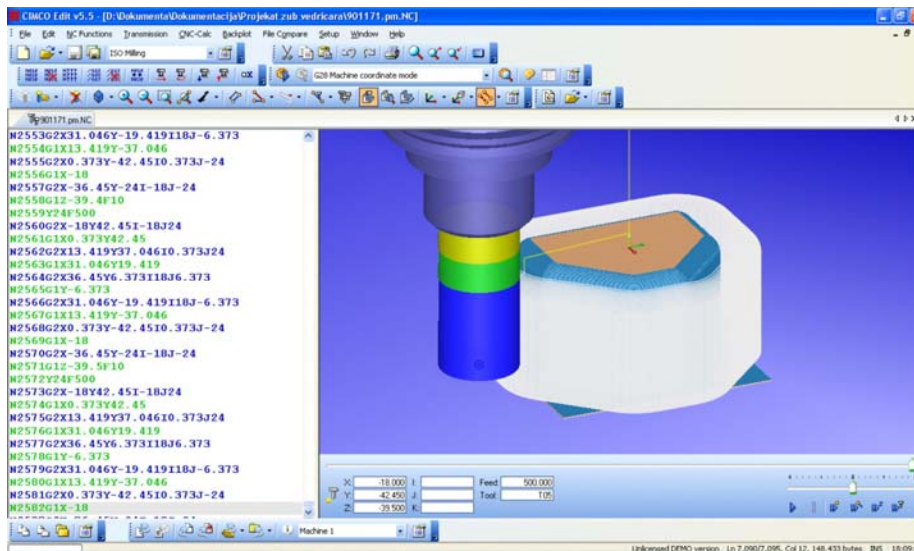 CIMCO Edit v5.5 - [D:\Dokumenta\Dokumentacija\Projekat zub vedricara\901171.pm.NC]
File Edit NC Functions Transmission CNC-Calc Backplot File Compare Setup Window Help
ISO Milling
G28 Machine coordinate mode
901171.pm.NC
N2553G2X31.046Y-19.419I18J-6.373
N2554G1X13.419Y-37.046
N2555G2X0.373Y-42.45I0.373J-24
N2556G1X-18
N2557G2X-36.45Y-24I-18J-24
N2558G1Z-39.4F10
N2559Y24F500
N2560G2X-18Y42.45I-18J24
N2561G1X0.373Y42.45
N2562G2X13.419Y37.046I0.373J24
N2563G1X31.046Y19.419
N2564G2X36.45Y6.373I18J6.373
N2565G1Y-6.373
N2566G2X31.046Y-19.419I18J-6.373
N2567G1X13.419Y-37.046
N2568G2X0.373Y-42.45I0.373J-24
N2569G1X-18
N2570G2X-36.45Y-24I-18J-24
N2571G1Z-39.5F10
N2572Y24F500
N2573G2X-18Y42.45I-18J24
N2574G1X0.373Y42.45
N2575G2X13.419Y37.046I0.373J24
N2576G1X31.046Y19.419
N2577G2X36.45Y6.373I18J6.373
N2578G1Y-6.373
N2579G2X31.046Y-19.419I18J-6.373
N2580G1X13.419Y-37.046
N2581G2X0.373Y-42.45I0.373J-24
N2582G1X-18
X: -18.000 I: Feed: 500.000
Y: -42.450 J: Tool: T05
Z: -39.500 K:
Machine 1
Unlicensed DEMO version Ln 7.090/7.095, Col 12, 148.433 bytes INS 18:09: